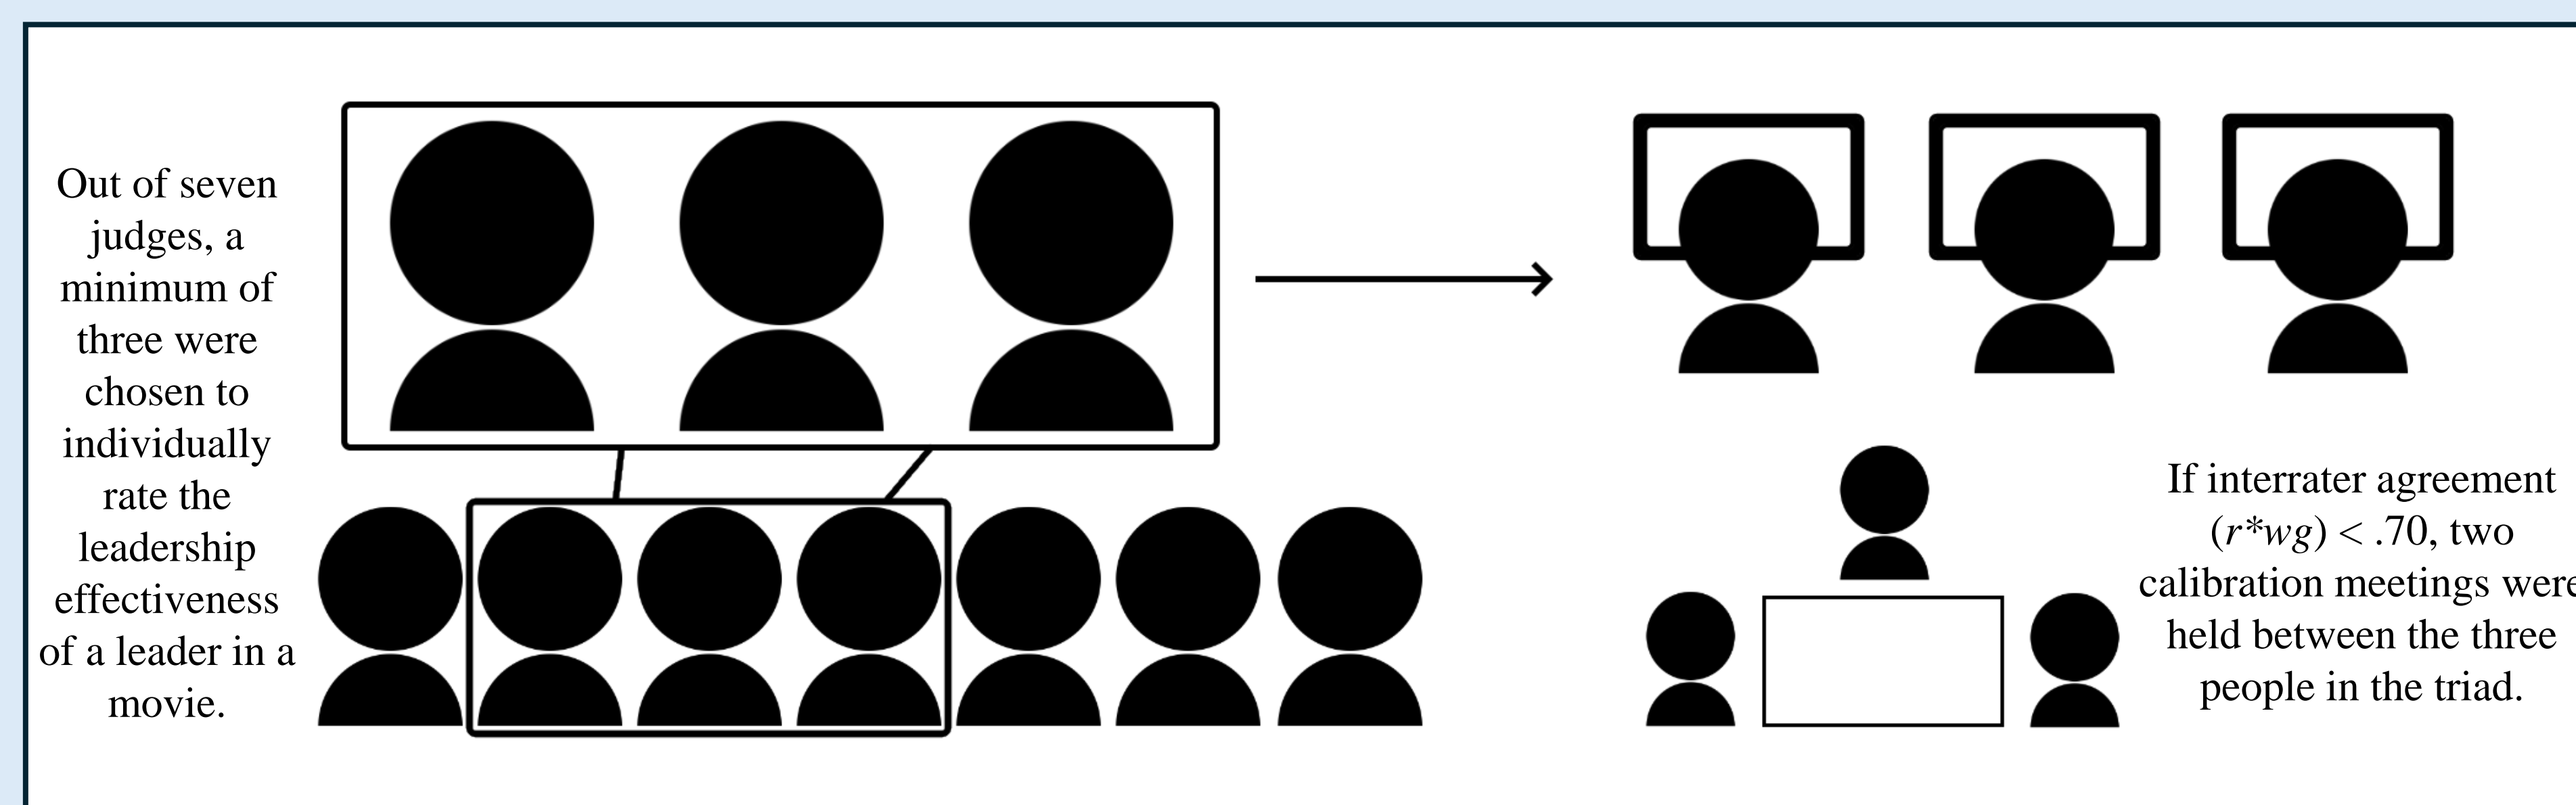 Out of seven
judges, a
minimum of
three were
chosen to
individually
rate the
leadership
effectiveness
of a leader in a
movie.
If interrater agreement
(r*wg) < .70, two
calibration meetings were
held between the three
people in the triad.